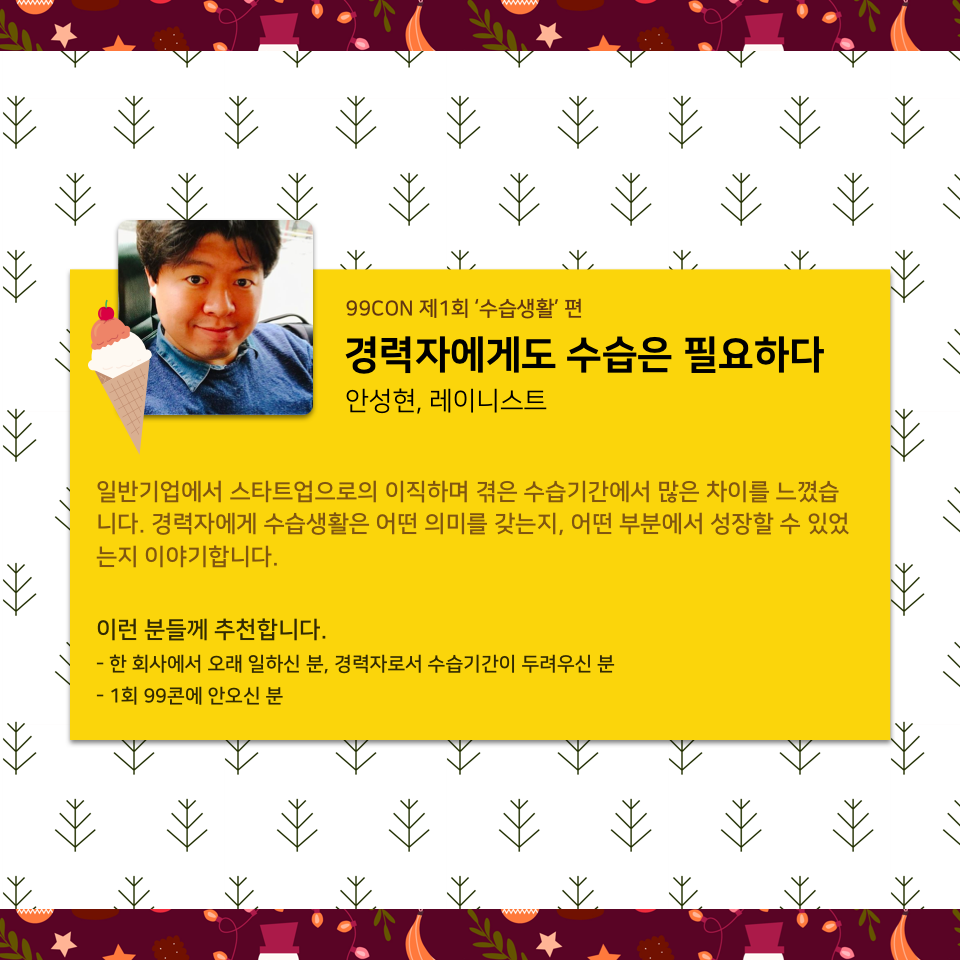 99CON 제1회 ‘수습생활’ 편
경력자에게도 수습은 필요하다
안성현, 레이니스트
일반기업에서 스타트업으로의 이직하며 겪은 수습기간에서 많은 차이를 느꼈습
니다. 경력자에게 수습생활은 어떤 의미를 갖는지, 어떤 부분에서 성장할 수 있었
는지 이야기합니다.
이런 분들께 추천합니다.
- 한 회사에서 오래 일하신 분, 경력자로서 수습기간이 두려우신 분
- 1회 99콘에 안오신 분